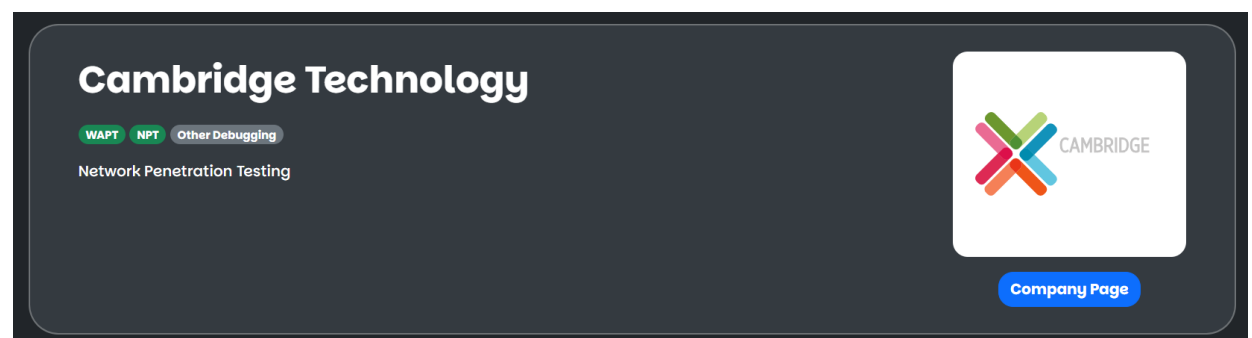 Cambridge Technology
WAPT NPT Other Debugging
Network Penetration Testing
CAMBRIDGE
Company Page